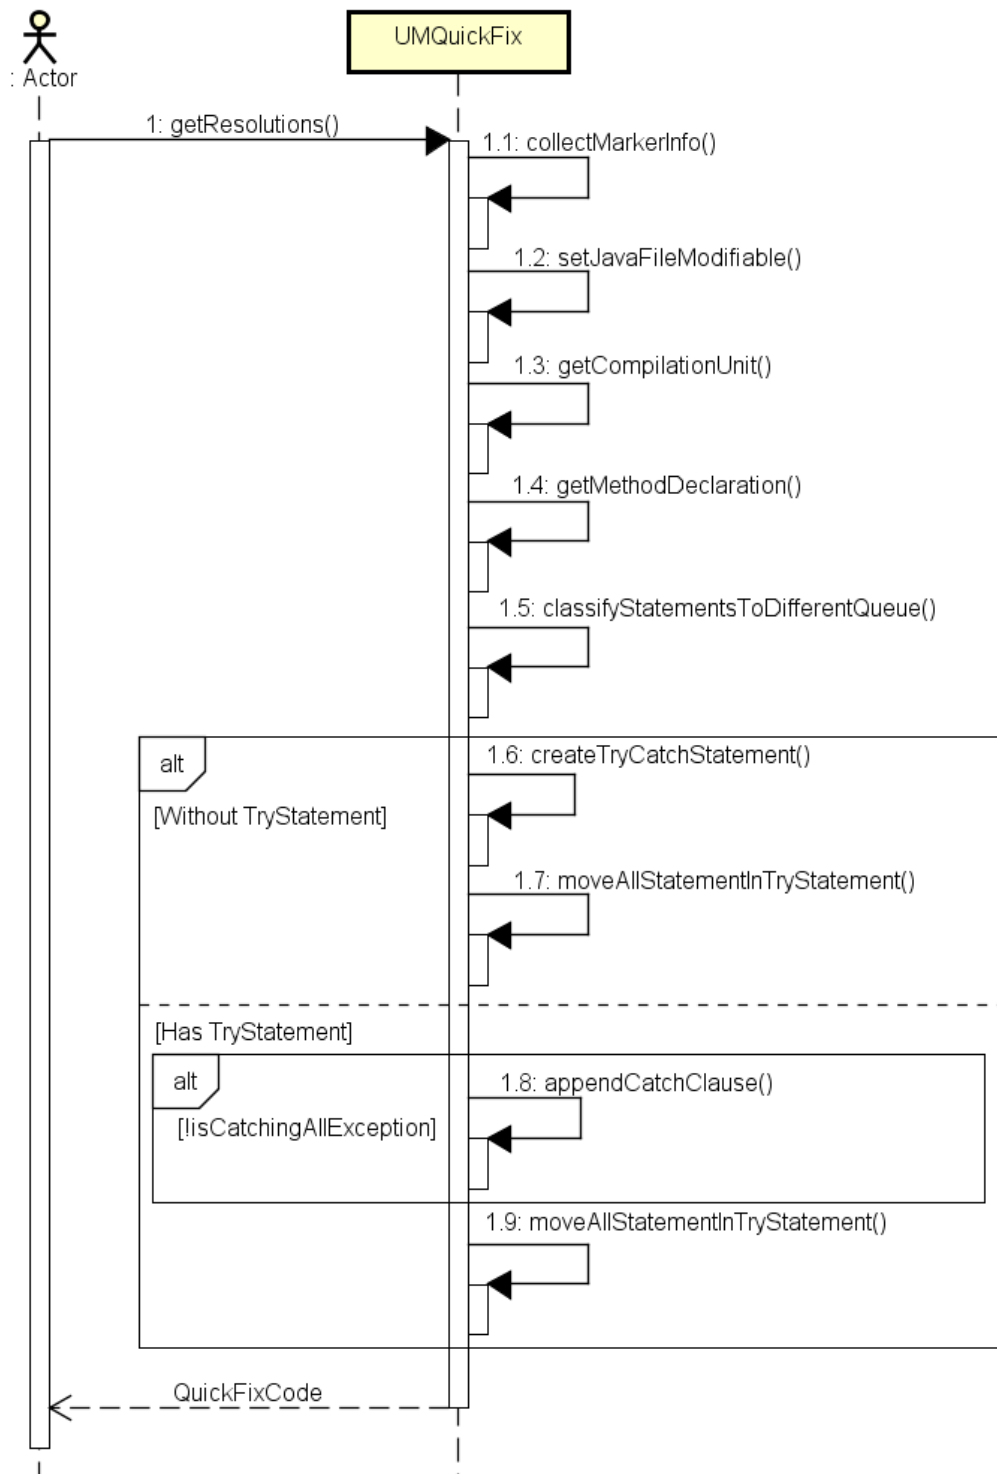 UMQuickFix
: Actor
1: getResolutions()
1.1: collectMarkerInfo()
1.2: setJavaFileModifiable()
1.3: getCompilationUnit()
1.4: getMethodDeclaration()
1.5: classifyStatementsToDifferentQueue()
alt
1.6: createTryCatchStatement()
[Without TryStatement]
1.7: moveAllStatementInTryStatement()
[Has TryStatement]
alt
1.8: appendCatchClause()
[!isCatchingAllException]
1.9: moveAllStatementInTryStatement()
QuickFixCode